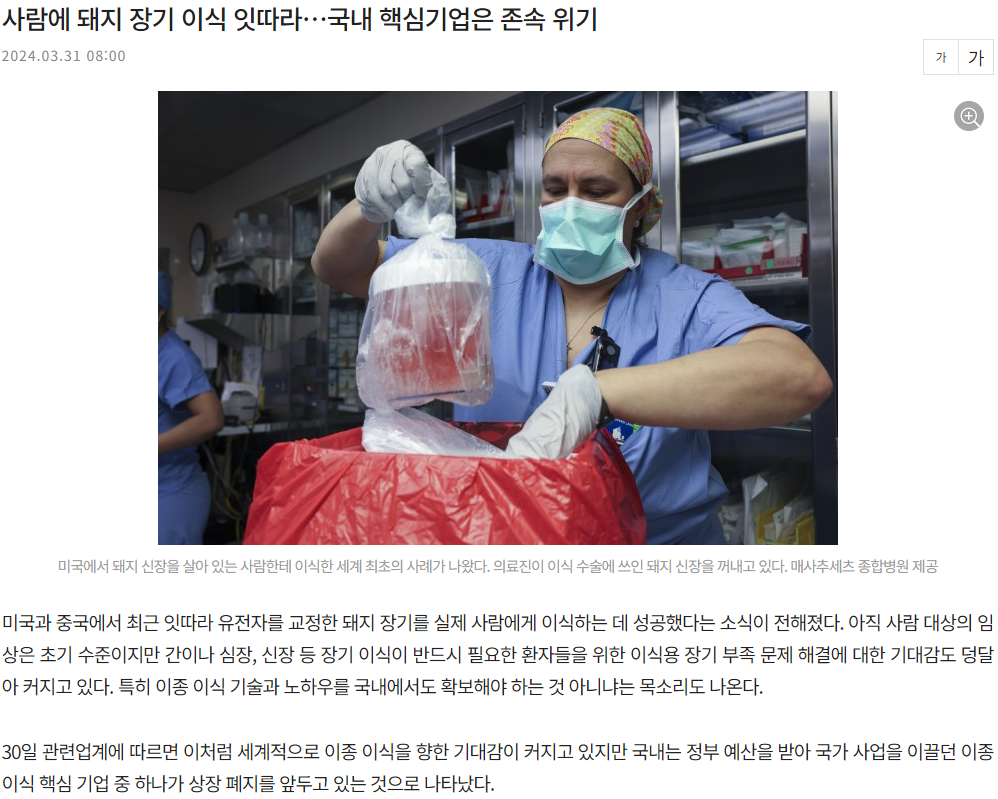 사람에 돼지 장기 이식 잇따라…국내 핵심기업은 존속 위기
2024.03.31 08:00
가 가
미국에서 돼지 신장을 살아 있는 사람한테 이식한 세계 최초의 사례가 나왔다. 의료진이 이식 수술에 쓰인 돼지 신장을 꺼내고 있다. 매사추세츠 종합병원 제공
미국과 중국에서 최근 잇따라 유전자를 교정한 돼지 장기를 실제 사람에게 이식하는 데 성공했다는 소식이 전해졌다. 아직 사람 대상의 임
상은 초기 수준이지만 간이나 심장, 신장 등 장기 이식이 반드시 필요한 환자들을 위한 이식용 장기 부족 문제 해결에 대한 기대감도 덩달
아 커지고 있다. 특히 이종 이식 기술과 노하우를 국내에서도 확보해야 하는 것 아니냐는 목소리도 나온다.
30일 관련업계에 따르면 이처럼 세계적으로 이종 이식을 향한 기대감이 커지고 있지만 국내는 정부 예산을 받아 국가 사업을 이끌던 이종
이식 핵심 기업 중 하나가 상장 폐지를 앞두고 있는 것으로 나타났다.